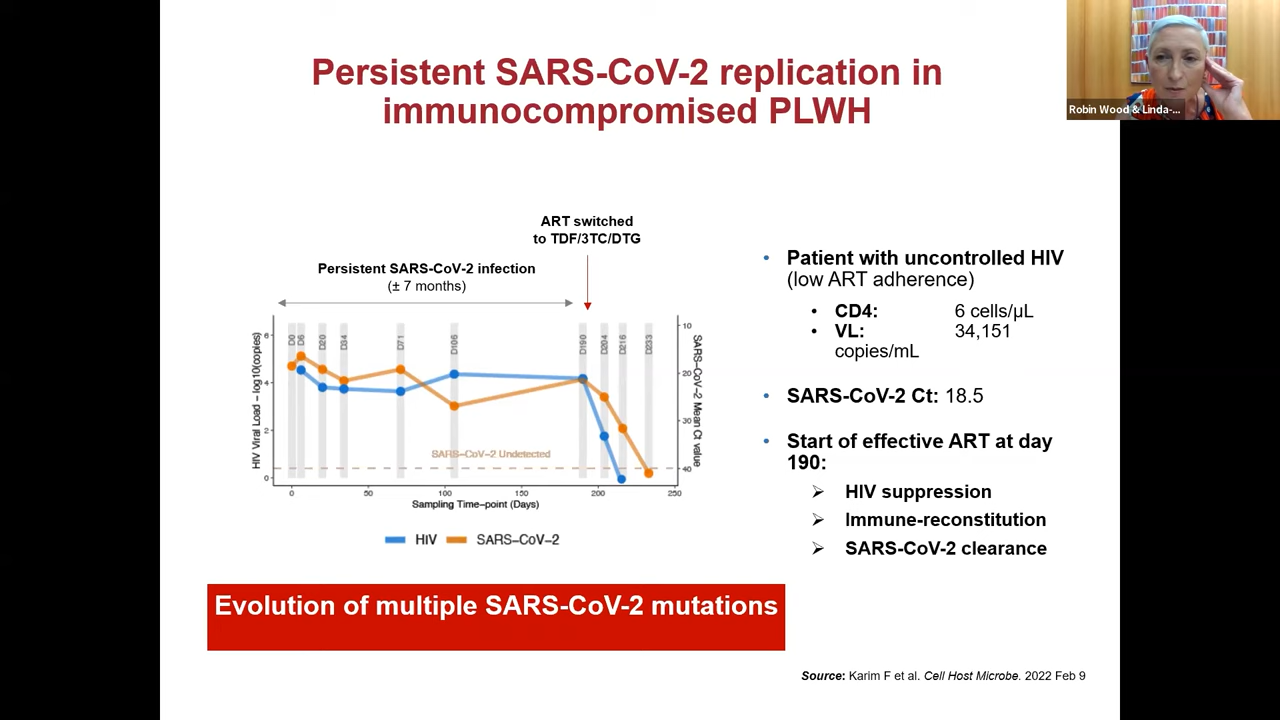 Persistent SARS-CoV-2 replication in
immunocompromised PLWH
Robin Wood & Linda-...
ART switched
to TDF/3TC/DTG
Persistent SARS-CoV-2 infection
(± 7 months)
HIV Viral Load - log10(copies)
6
4
2
0
D0
D6
D20
D34
D71
D106
D190
D204
D216
D233
10
20
30
40
SARS-CoV-2 Mean Ct value
SARS-CoV-2 Undetected
0
50
100
150
200
250
Sampling Time-point (Days)
HIV
SARS-CoV-2
• Patient with uncontrolled HIV
(low ART adherence)
• CD4: 6 cells/µL
• VL: 34,151
copies/mL
• SARS-CoV-2 Ct: 18.5
• Start of effective ART at day
190:
➢ HIV suppression
➢ Immune-reconstitution
➢ SARS-CoV-2 clearance
Evolution of multiple SARS-CoV-2 mutations
Source: Karim F et al. Cell Host Microbe. 2022 Feb 9